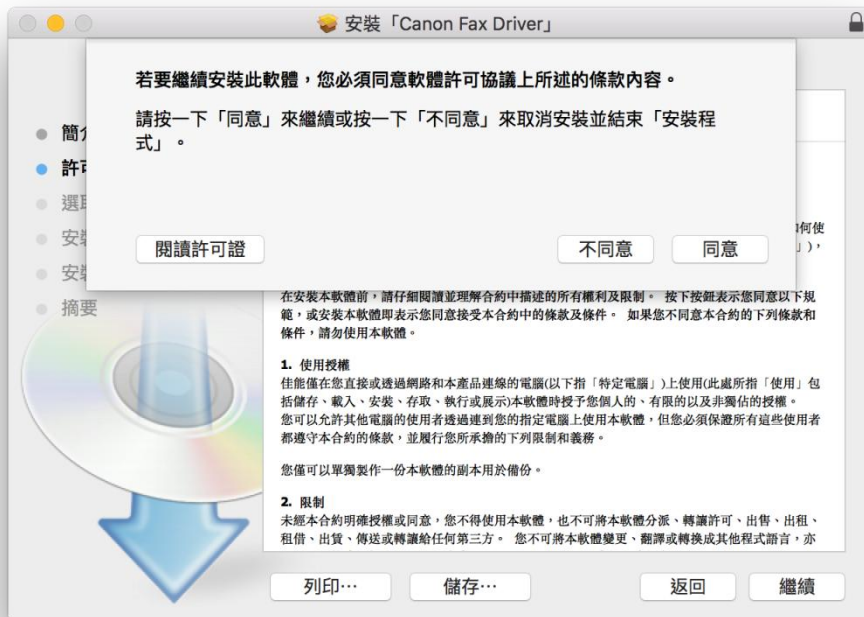 安裝「Canon Fax Driver」
若要繼續安裝此軟體，您必須同意軟體許可協議上所述的條款內容。
請按一下「同意」來繼續或按一下「不同意」來取消安裝並結束「安裝程
式」。
閱讀許可證
不同意
同意
簡
許
選
安
安
摘要
何使
」)，
在安裝本軟體前，請仔細閱讀並理解合約中描述的所有權利及限制。 按下按鈕表示您同意以下規
範，或安裝本軟體即表示您同意接受本合約中的條款及條件。 如果您不同意本合約的下列條款和
條件，請勿使用本軟體。
1. 使用授權
佳能僅在您直接或透過網路和本產品連線的電腦(以下指「特定電腦」)上使用(此處所指「使用」包
括儲存、載入、安裝、存取、執行或展示)本軟體時授予您個人的、有限的以及非獨佔的授權。
您可以允許其他電腦的使用者透過連到您的指定電腦上使用本軟體，但您必須保證所有這些使用者
都遵守本合約的條款，並履行您所承擔的下列限制和義務。
您僅可以單獨製作一份本軟體的副本用於備份。
2. 限制
未經本合約明確授權或同意，您不得使用本軟體，也不可將本軟體分派、轉讓許可、出售、出租、
租借、出賃、傳送或轉讓給任何第三方。 您不可將本軟體變更、翻譯或轉換成其他程式語言，亦
列印…
儲存…
返回
繼續